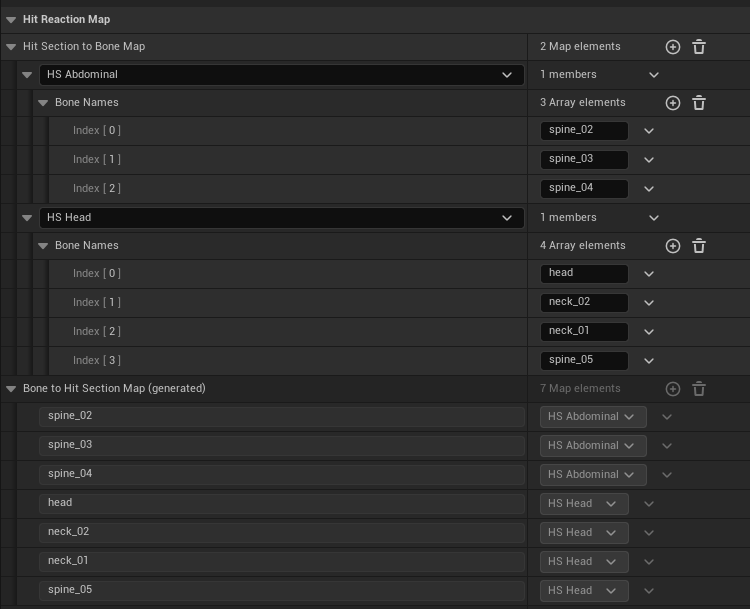 Hit Reaction Map
Hit Section to Bone Map 2 Map elements
HS Abdominal 1 members
Bone Names 3 Array elements
Index [ 0 ] spine_02
Index [ 1 ] spine_03
Index [ 2 ] spine_04
HS Head 1 members
Bone Names 4 Array elements
Index [ 0 ] head
Index [ 1 ] neck_02
Index [ 2 ] neck_01
Index [ 3 ] spine_05
Bone to Hit Section Map (generated) 7 Map elements
spine_02 HS Abdominal
spine_03 HS Abdominal
spine_04 HS Abdominal
head HS Head
neck_02 HS Head
neck_01 HS Head
spine_05 HS Head